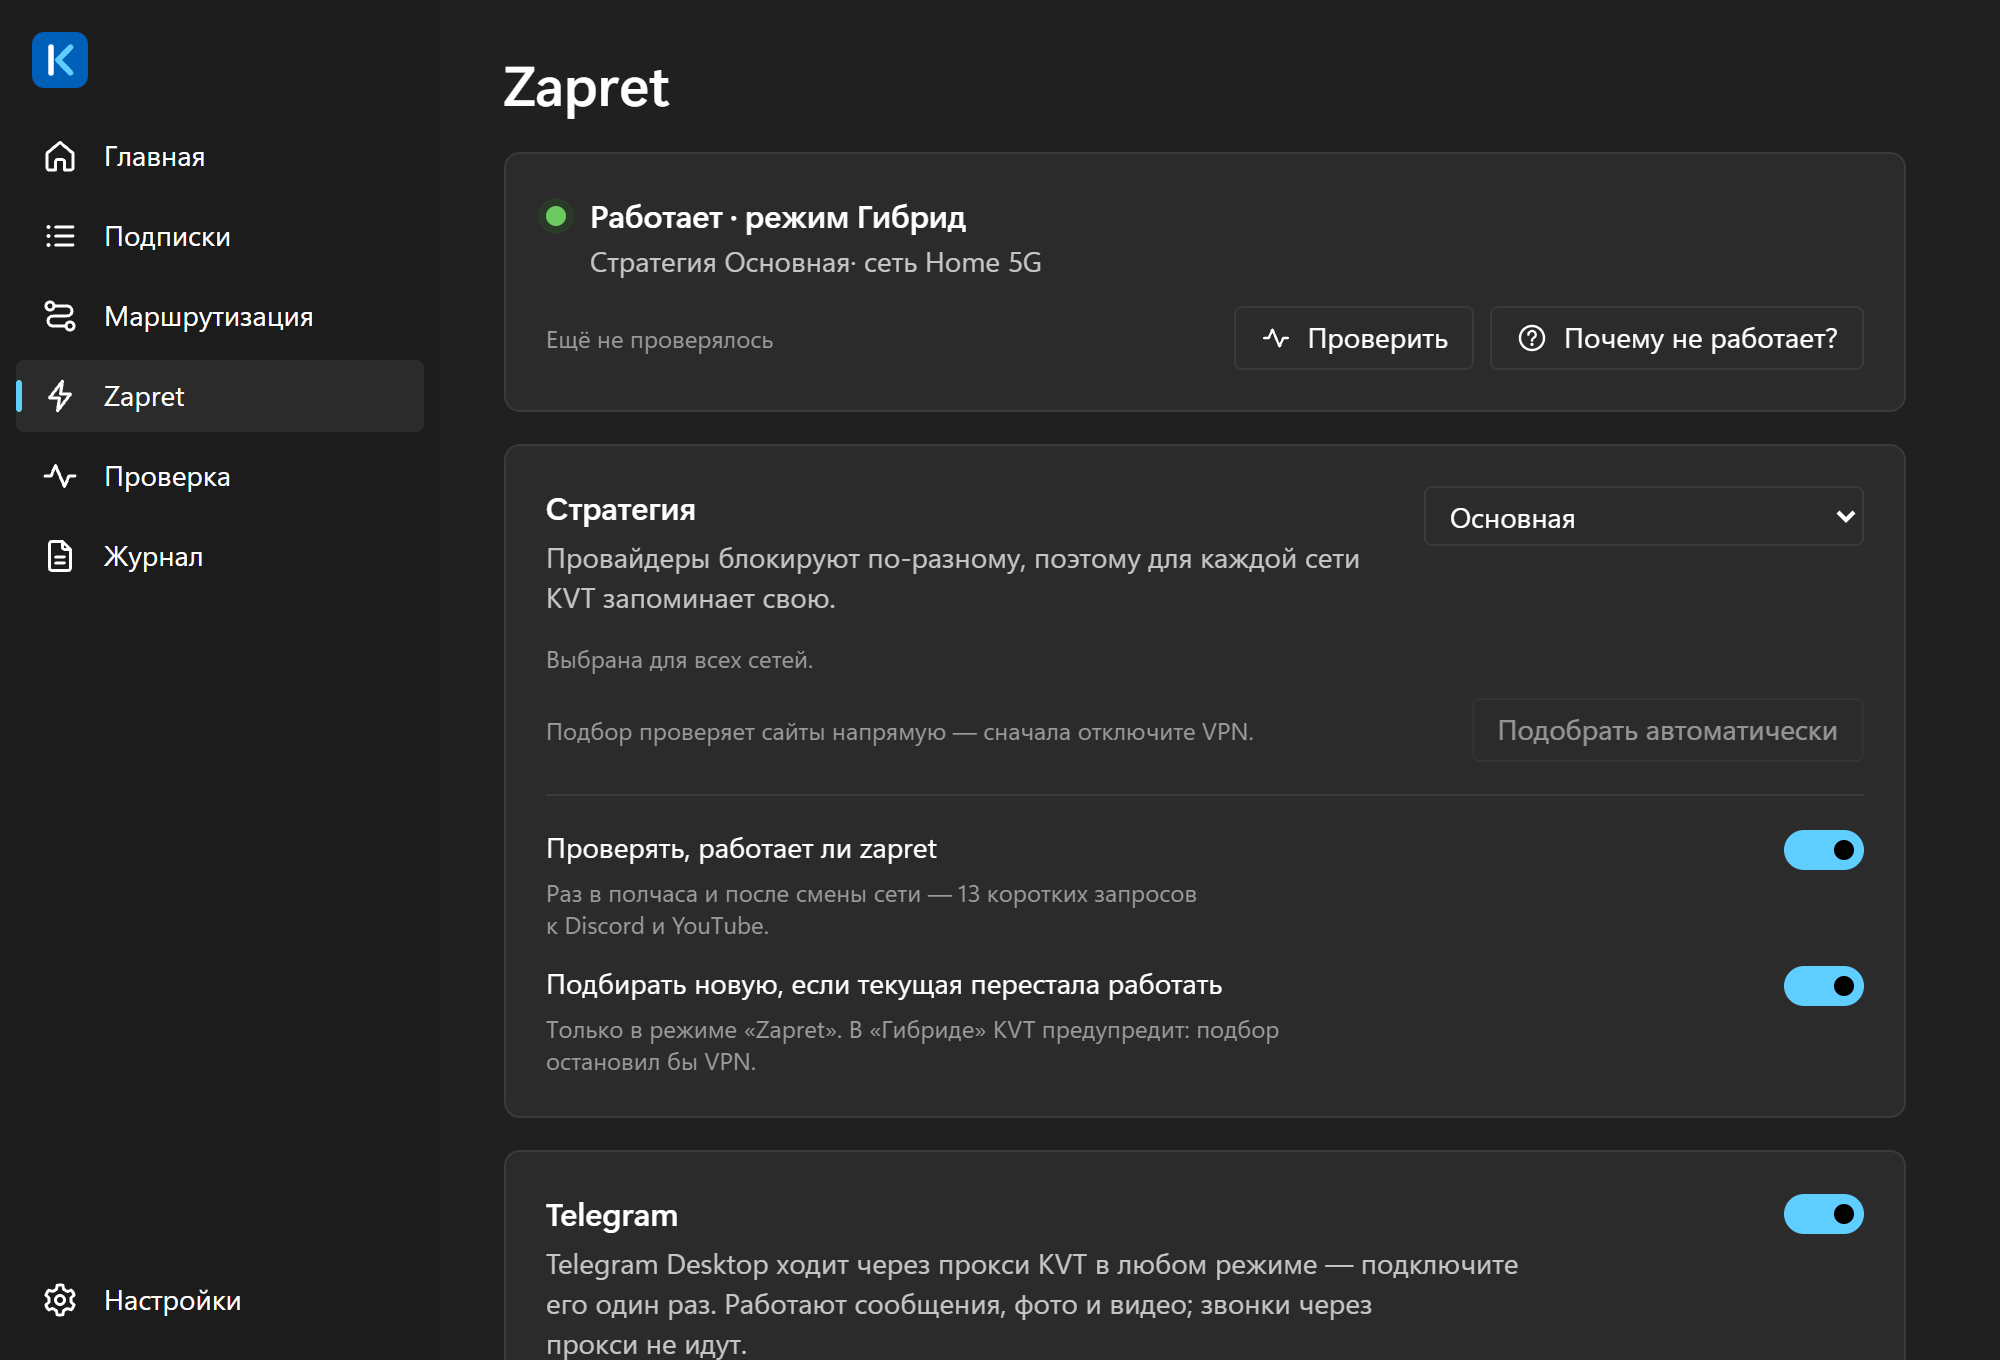 Главная
Подписки
Маршрутизация
Zapret
Проверка
Журнал
Настройки
Zapret
Работает · режим Гибрид
Стратегия Основная· сеть Home 5G
Ещё не проверялось
Проверить
Почему не работает?
Стратегия
Основная
Провайдеры блокируют по-разному, поэтому для каждой сети
KVT запоминает свою.
Выбрана для всех сетей.
Подбор проверяет сайты напрямую — сначала отключите VPN.
Подобрать автоматически
Проверять, работает ли zapret
Раз в полчаса и после смены сети — 13 коротких запросов
к Discord и YouTube.
Подбирать новую, если текущая перестала работать
Только в режиме «Zapret». В «Гибриде» KVT предупредит: подбор
остановил бы VPN.
Telegram
Telegram Desktop ходит через прокси KVT в любом режиме — подключите
его один раз. Работают сообщения, фото и видео; звонки через
прокси не идут.